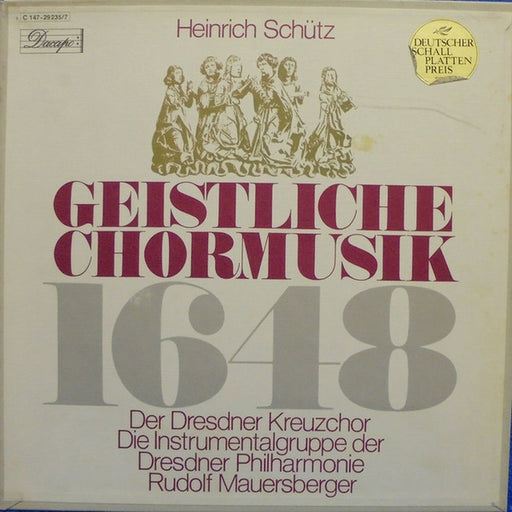 C 147-29 235/7
Dacapo
Heinrich Schütz
DEUTSCHER
SCHALL
PLATTEN
PREIS
GEISTLICHE
CHORMUSIK
1648
Der Dresdner Kreuzchor
Die Instrumentalgruppe der
Dresdner Philharmonie
Rudolf Mauersberger